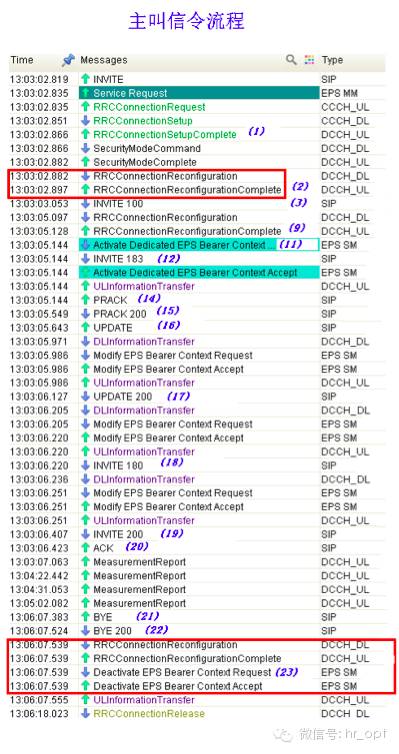 主叫信令流程
Time Messages Type
13:03:02.819 INVITE SIP
13:03:02.835 Service Request EPS MM
13:03:02.835 RRCConnectionRequest CCCH_UL
13:03:02.851 RRCConnectionSetup CCCH_DL
13:03:02.866 RRCConnectionSetupComplete (1) DCCH_UL
13:03:02.866 SecurityModeCommand DCCH_DL
13:03:02.882 SecurityModeComplete DCCH_UL
13:03:02.882 RRCConnectionReconfiguration DCCH_DL
13:03:02.897 RRCConnectionReconfigurationComplete (2) DCCH_UL
13:03:03.053 INVITE 100 (3) SIP
13:03:05.097 RRCConnectionReconfiguration DCCH_DL
13:03:05.128 RRCConnectionReconfigurationComplete (9) DCCH_UL
13:03:05.144 Activate Dedicated EPS Bearer Context ... (11) EPS SM
13:03:05.144 INVITE 183 (12) SIP
13:03:05.144 Activate Dedicated EPS Bearer Context Accept EPS SM
13:03:05.144 ULInformationTransfer DCCH_UL
13:03:05.144 PRACK (14) SIP
13:03:05.549 PRACK 200 (15) SIP
13:03:05.643 UPDATE (16) SIP
13:03:05.971 DLInformationTransfer DCCH_DL
13:03:05.986 Modify EPS Bearer Context Request EPS SM
13:03:05.986 Modify EPS Bearer Context Accept EPS SM
13:03:05.986 ULInformationTransfer DCCH_UL
13:03:06.127 UPDATE 200 (17) SIP
13:03:06.205 DLInformationTransfer DCCH_DL
13:03:06.205 Modify EPS Bearer Context Request EPS SM
13:03:06.220 Modify EPS Bearer Context Accept EPS SM
13:03:06.220 ULInformationTransfer DCCH_UL
13:03:06.220 INVITE 180 (18) SIP
13:03:06.236 DLInformationTransfer DCCH_DL
13:03:06.251 Modify EPS Bearer Context Request EPS SM
13:03:06.251 Modify EPS Bearer Context Accept EPS SM
13:03:06.251 ULInformationTransfer DCCH_UL
13:03:06.407 INVITE 200 (19) SIP
13:03:06.423 ACK (20) SIP
13:03:07.063 MeasurementReport DCCH_UL
13:04:22.442 MeasurementReport DCCH_UL
13:04:31.053 MeasurementReport DCCH_UL
13:05:02.082 MeasurementReport DCCH_UL
13:06:07.383 BYE (21) SIP
13:06:07.524 BYE 200 (22) SIP
13:06:07.539 RRCConnectionReconfiguration DCCH_DL
13:06:07.539 RRCConnectionReconfigurationComplete DCCH_UL
13:06:07.539 Deactivate EPS Bearer Context Request (23) EPS SM
13:06:07.539 Deactivate EPS Bearer Context Accept EPS SM
13:06:07.555 ULInformationTransfer DCCH_UL
13:06:18.023 RRCConnectionRelease DCCH_DL
微信号: hr_opt